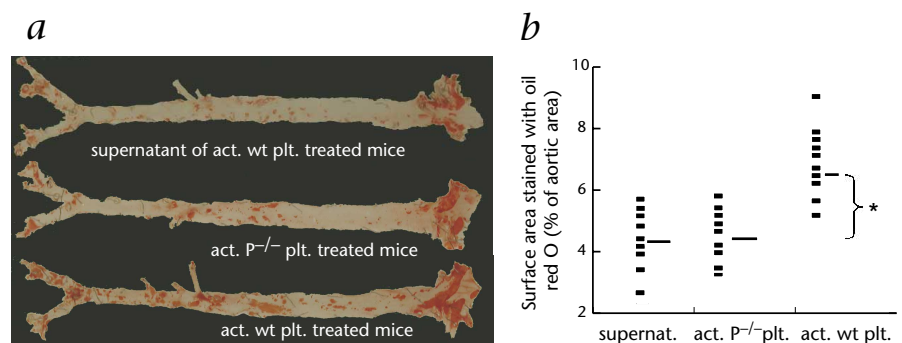 a
supernatant of act. wt plt. treated mice
act. P–/– plt. treated mice
act. wt plt. treated mice
b
Surface area stained with oil
red O (% of aortic area)
10
8
6
4
2
*
supernat.
act. P–/–plt.
act. wt plt.